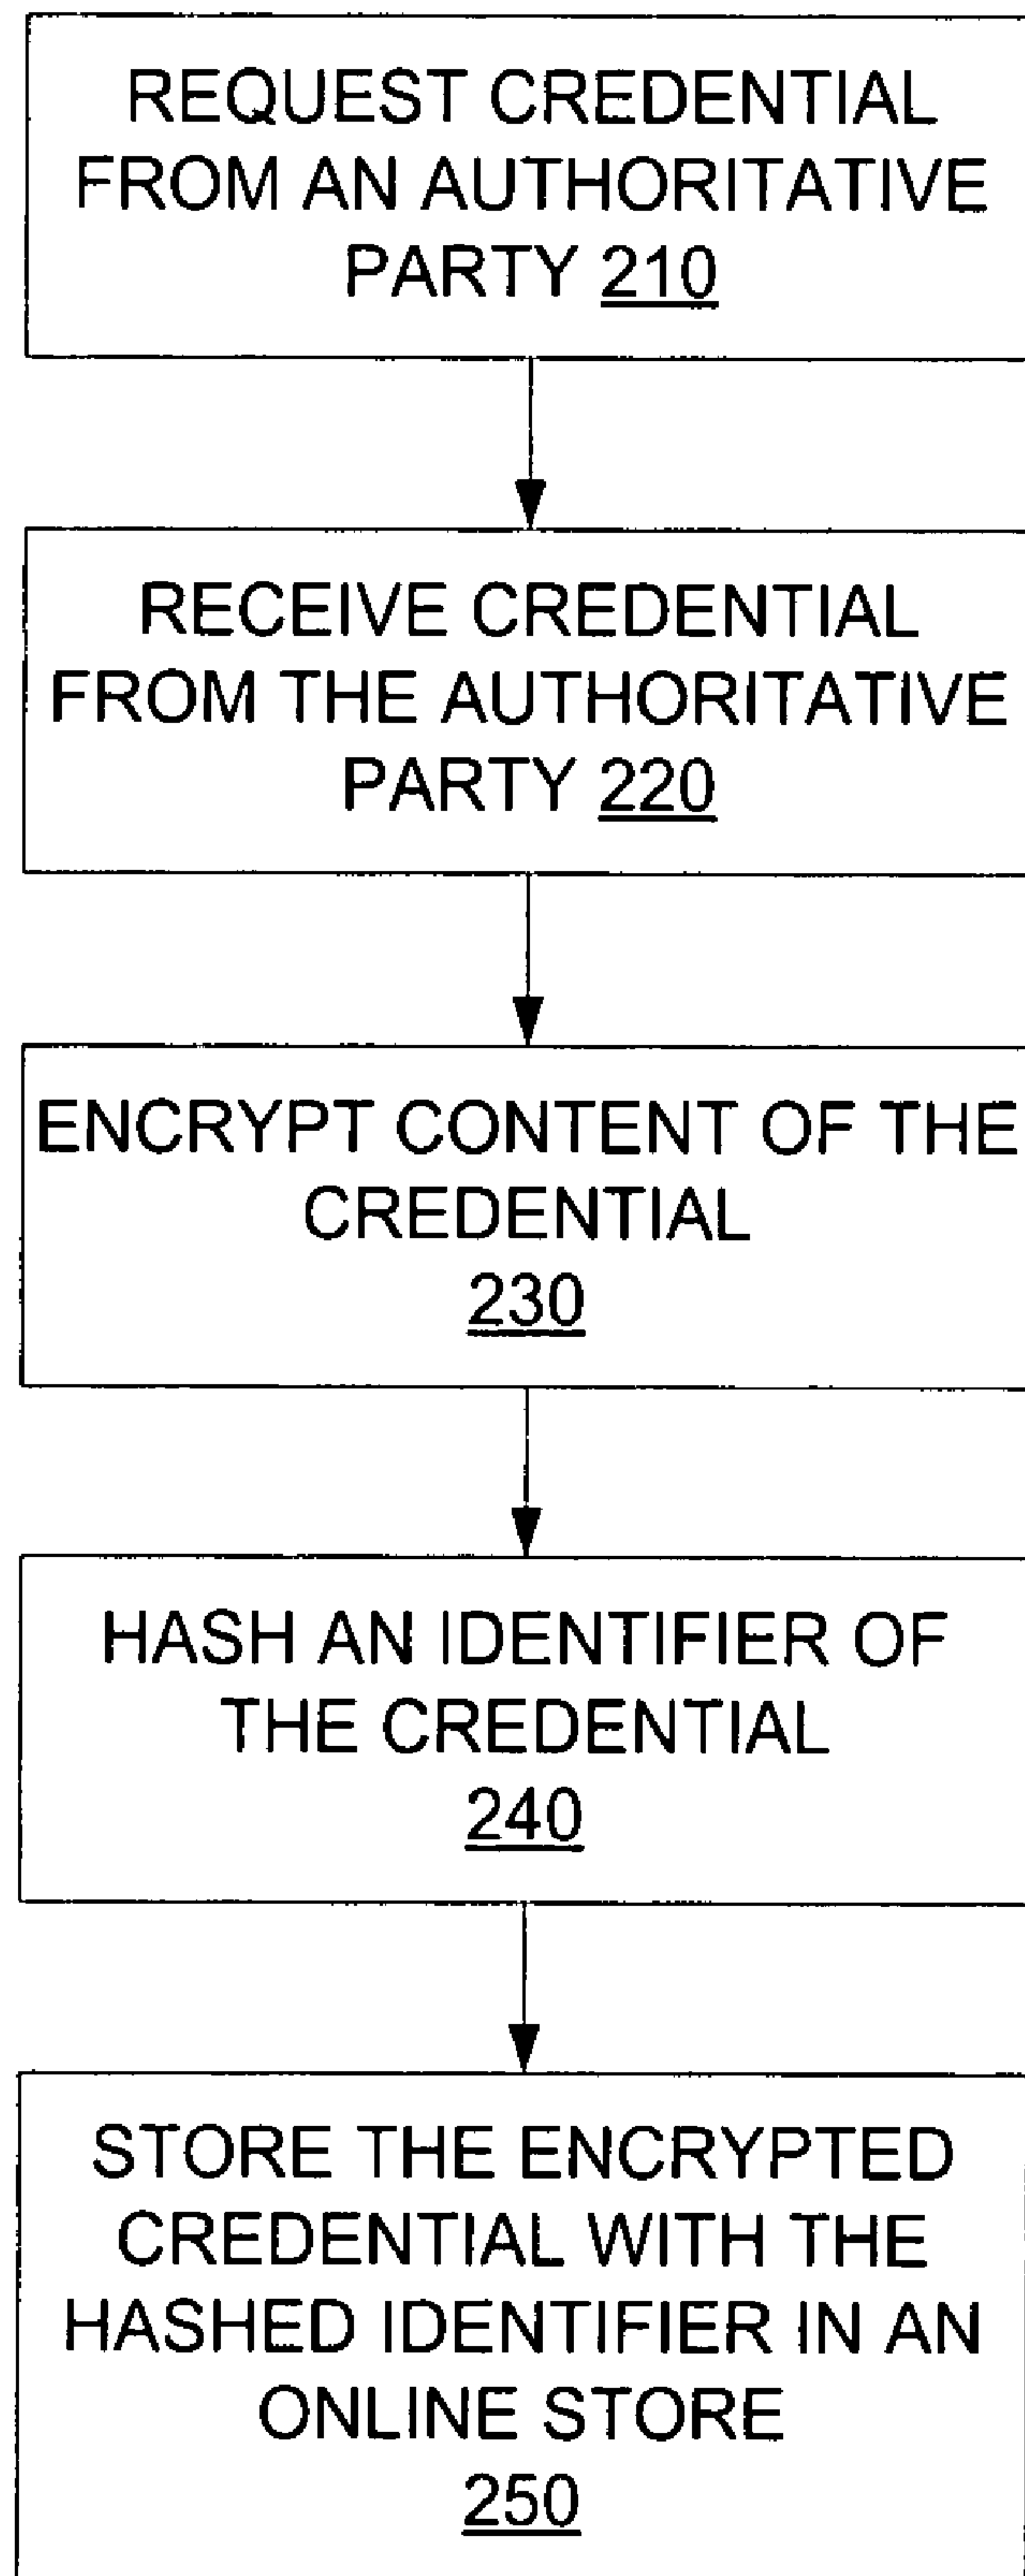 REQUEST CREDENTIAL
FROM AN AUTHORITATIVE
PARTY 210
RECEIVE CREDENTIAL
FROM THE AUTHORITATIVE
PARTY 220
ENCRYPT CONTENT OF THE
CREDENTIAL
230
HASH AN IDENTIFIER OF
THE CREDENTIAL
240
STORE THE ENCRYPTED
CREDENTIAL WITH THE
HASHED IDENTIFIER IN AN
ONLINE STORE
250